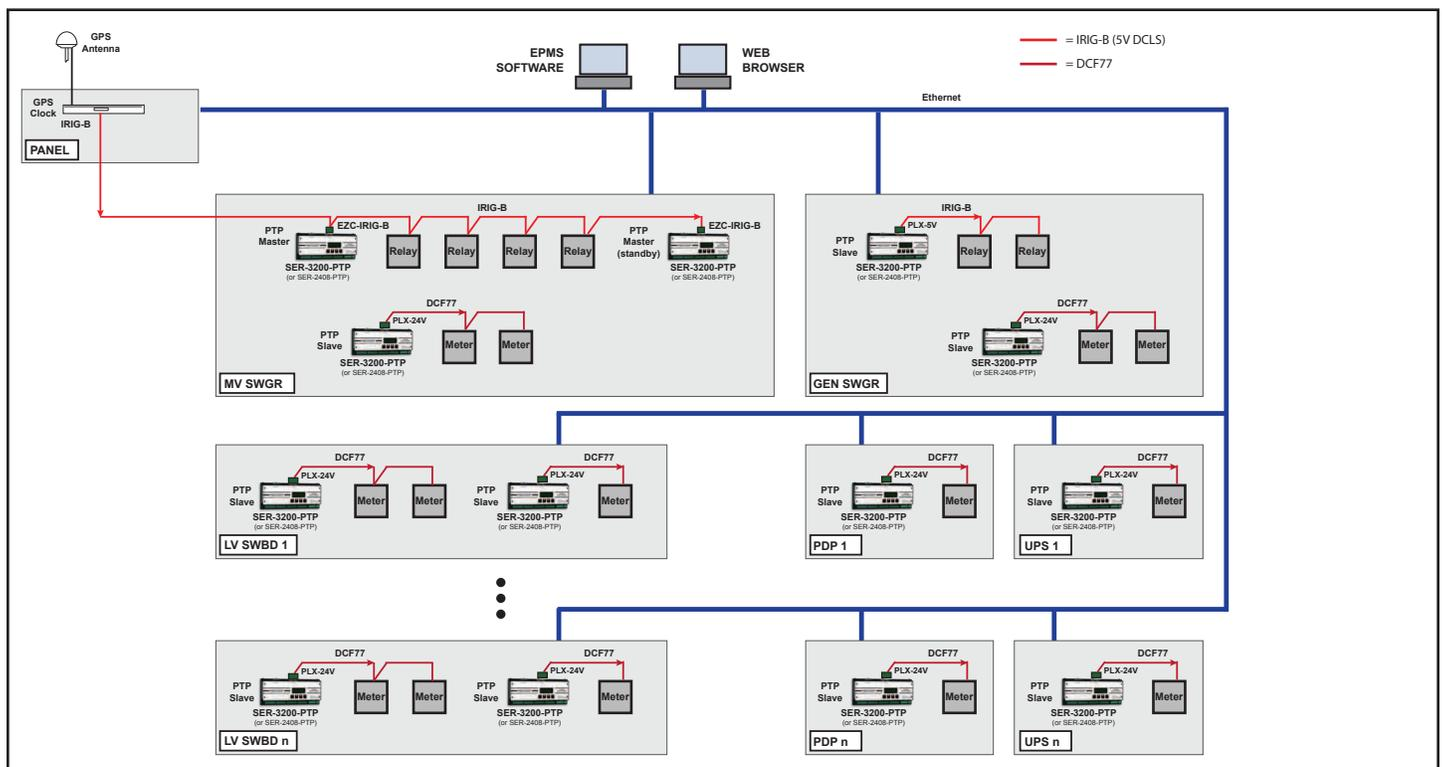 GPS
Antenna
EPMS
SOFTWARE
WEB
BROWSER
= IRIG-B (5V DCLS)
= DCF77
GPS
Clock
IRIG-B
PANEL
Ethernet
IRIG-B
PTP
Master
EZC-IRIG-B
SER-3200-PTP
(or SER-2408-PTP)
Relay
Relay
Relay
Relay
PTP
Master
(standby)
EZC-IRIG-B
SER-3200-PTP
(or SER-2408-PTP)
DCF77
PLX-24V
PTP
Slave
SER-3200-PTP
(or SER-2408-PTP)
Meter
Meter
MV SWGR
IRIG-B
PLX-5V
PTP
Slave
SER-3200-PTP
(or SER-2408-PTP)
Relay
Relay
DCF77
PLX-24V
PTP
Slave
SER-3200-PTP
(or SER-2408-PTP)
Meter
Meter
GEN SWGR
DCF77
PLX-24V
PTP
Slave
SER-3200-PTP
(or SER-2408-PTP)
Meter
Meter
DCF77
PLX-24V
PTP
Slave
SER-3200-PTP
(or SER-2408-PTP)
Meter
LV SWBD 1
DCF77
PLX-24V
PTP
Slave
SER-3200-PTP
(or SER-2408-PTP)
Meter
PDP 1
DCF77
PLX-24V
PTP
Slave
SER-3200-PTP
(or SER-2408-PTP)
Meter
UPS 1
DCF77
PLX-24V
PTP
Slave
SER-3200-PTP
(or SER-2408-PTP)
Meter
Meter
DCF77
PLX-24V
PTP
Slave
SER-3200-PTP
(or SER-2408-PTP)
Meter
LV SWBD n
DCF77
PLX-24V
PTP
Slave
SER-3200-PTP
(or SER-2408-PTP)
Meter
PDP n
DCF77
PLX-24V
PTP
Slave
SER-3200-PTP
(or SER-2408-PTP)
Meter
UPS n